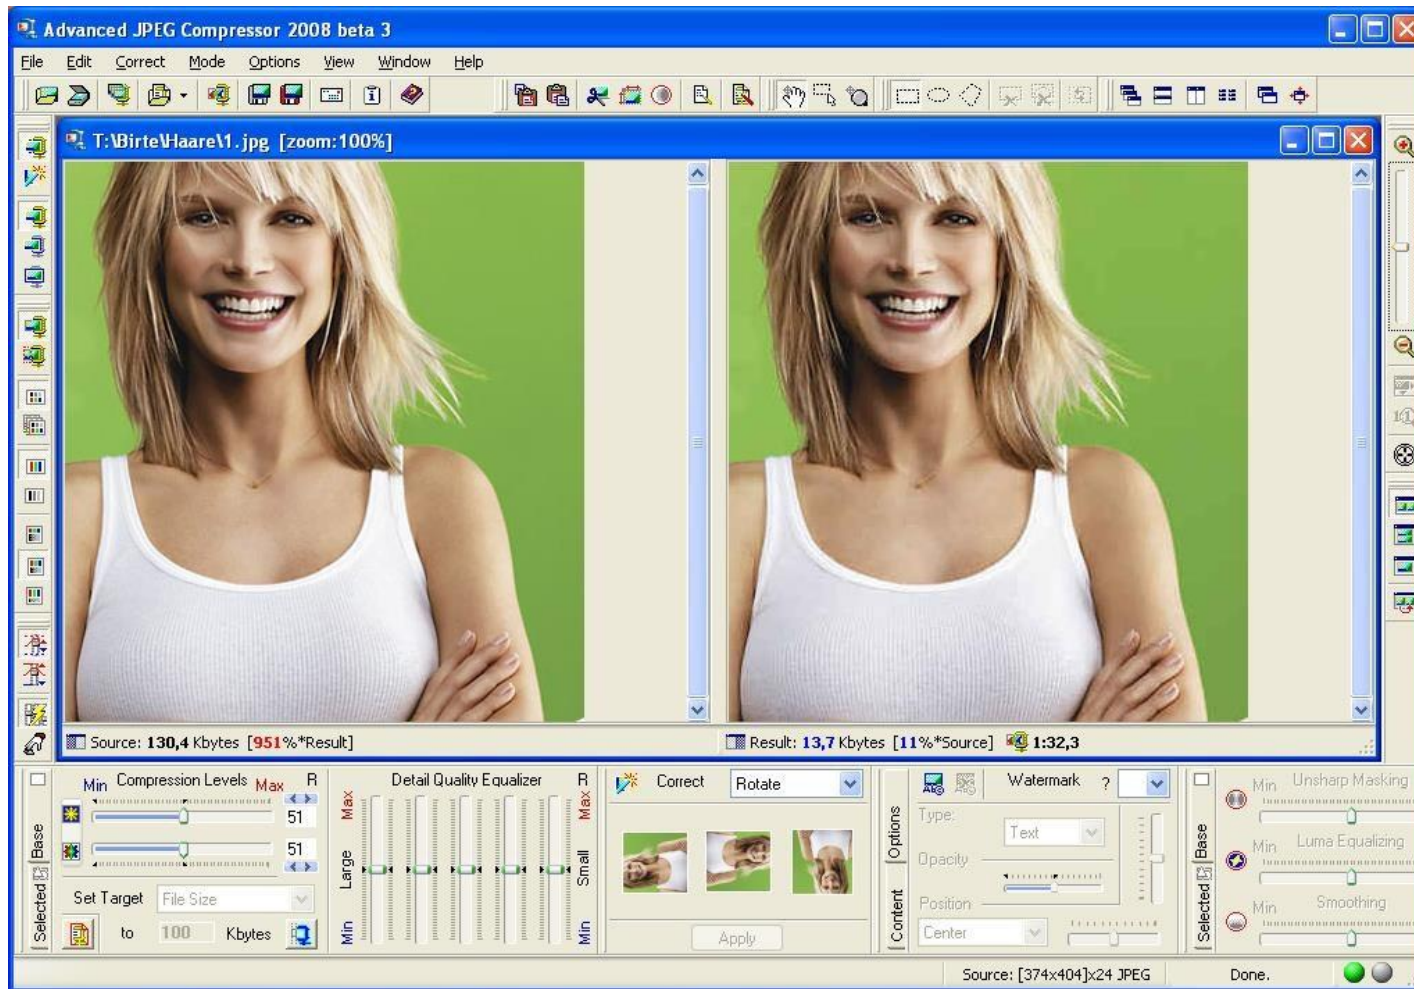 Advanced JPEG Compressor 2008 beta 3
File Edit Correct Mode Options View Window Help
T:\Birte\Haare\1.jpg [zoom:100%]
Source: 130,4 Kbytes [951%*Result]
Result: 13,7 Kbytes [11%*Source] 1:32,3
Min Compression Levels Max R
51
51
Set Target File Size
to 100 Kbytes
Base
Selected
Detail Quality Equalizer R
Max
Large
Min
Max
Small
Min
Correct Rotate
Apply
Options
Content
Watermark ?
Type:
Text
Opacity
Position
Center
Base
Selected
Min Unsharp Masking
Min Luma Equalizing
Min Smoothing
Source: [374x404]x24 JPEG
Done.